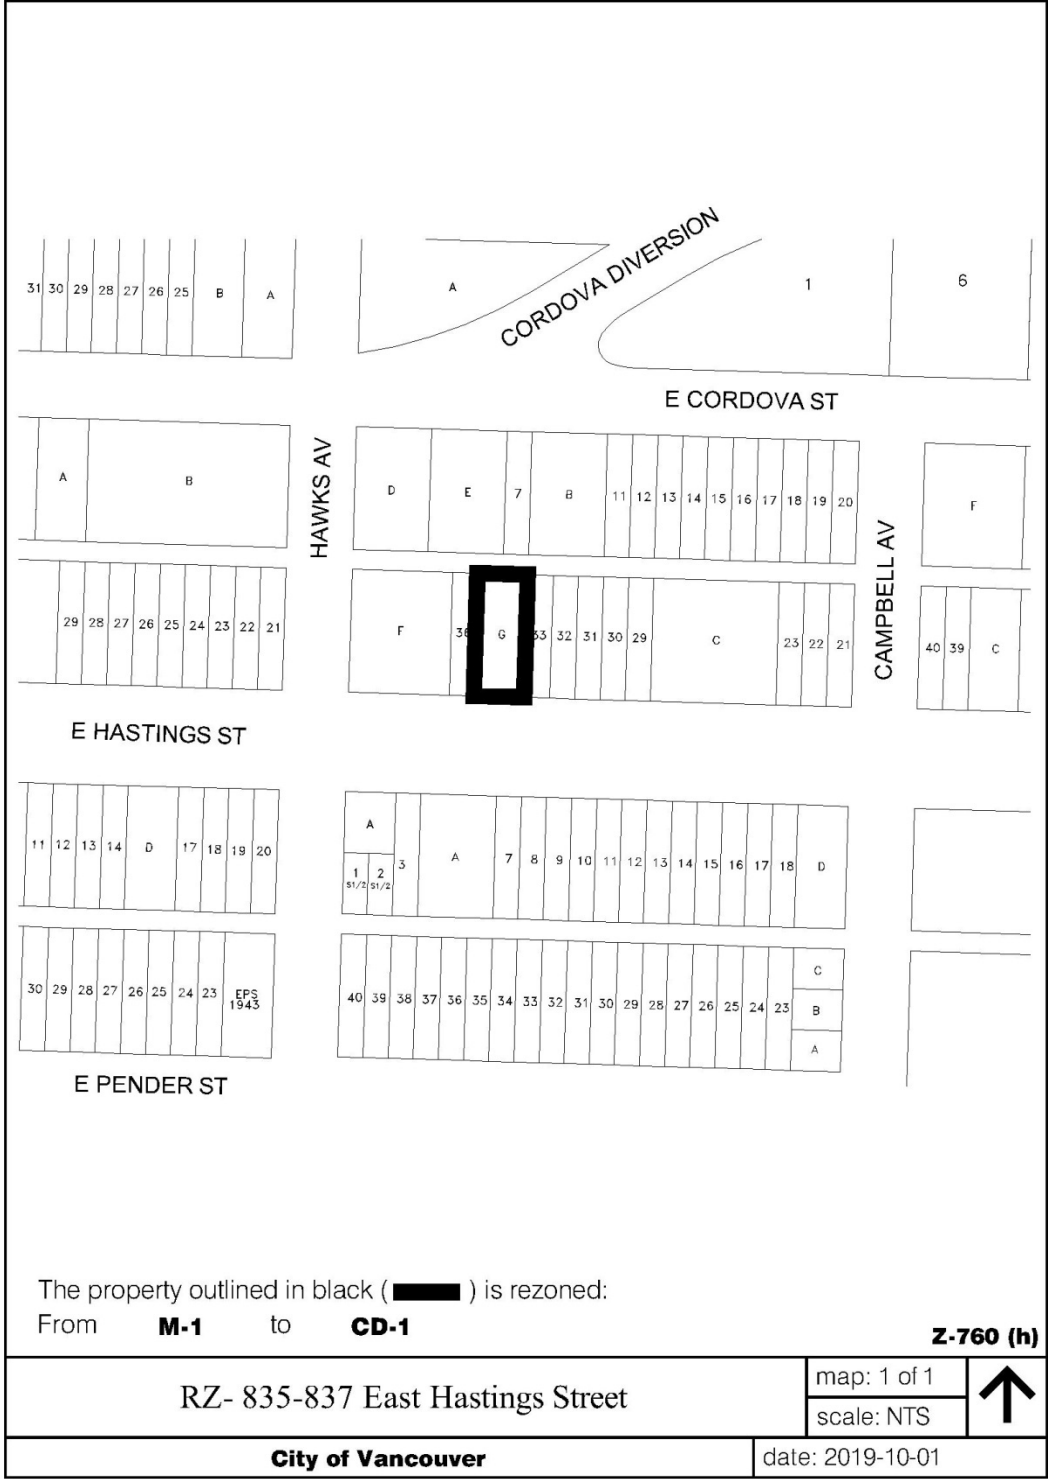 CORDOVA DIVERSION
31 30 29 28 27 26 25 B A
A
1
6
E CORDOVA ST
A B
HAWKS AV
D E 7 B 11 12 13 14 15 16 17 18 19 20
CAMPBELL AV
F
29 28 27 26 25 24 23 22 21
F G 33 32 31 30 29 C 23 22 21
40 39 C
E HASTINGS ST
11 12 13 14 D 17 18 19 20
A
1 S1/2 2 S1/2
3 A 7 8 9 10 11 12 13 14 15 16 17 18 D
30 29 28 27 26 25 24 23 EPS
1943
40 39 38 37 36 35 34 33 32 31 30 29 28 27 26 25 24 23
C
B
A
E PENDER ST
The property outlined in black ( ) is rezoned:
From M-1 to CD-1
Z-760 (h)
RZ- 835-837 East Hastings Street
map: 1 of 1
scale: NTS
City of Vancouver
date: 2019-10-01